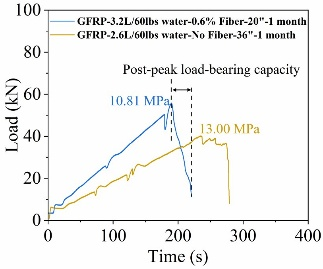 GFRP-3.2L/60lbs water-0.6% Fiber-20"-1 month
GFRP-2.6L/60lbs water-No Fiber-36"-1 month
Post-peak load-bearing capacity
10.81 MPa
13.00 MPa
Load (kN)
100
80
60
40
20
0
0 100 200 300 400
Time (s)